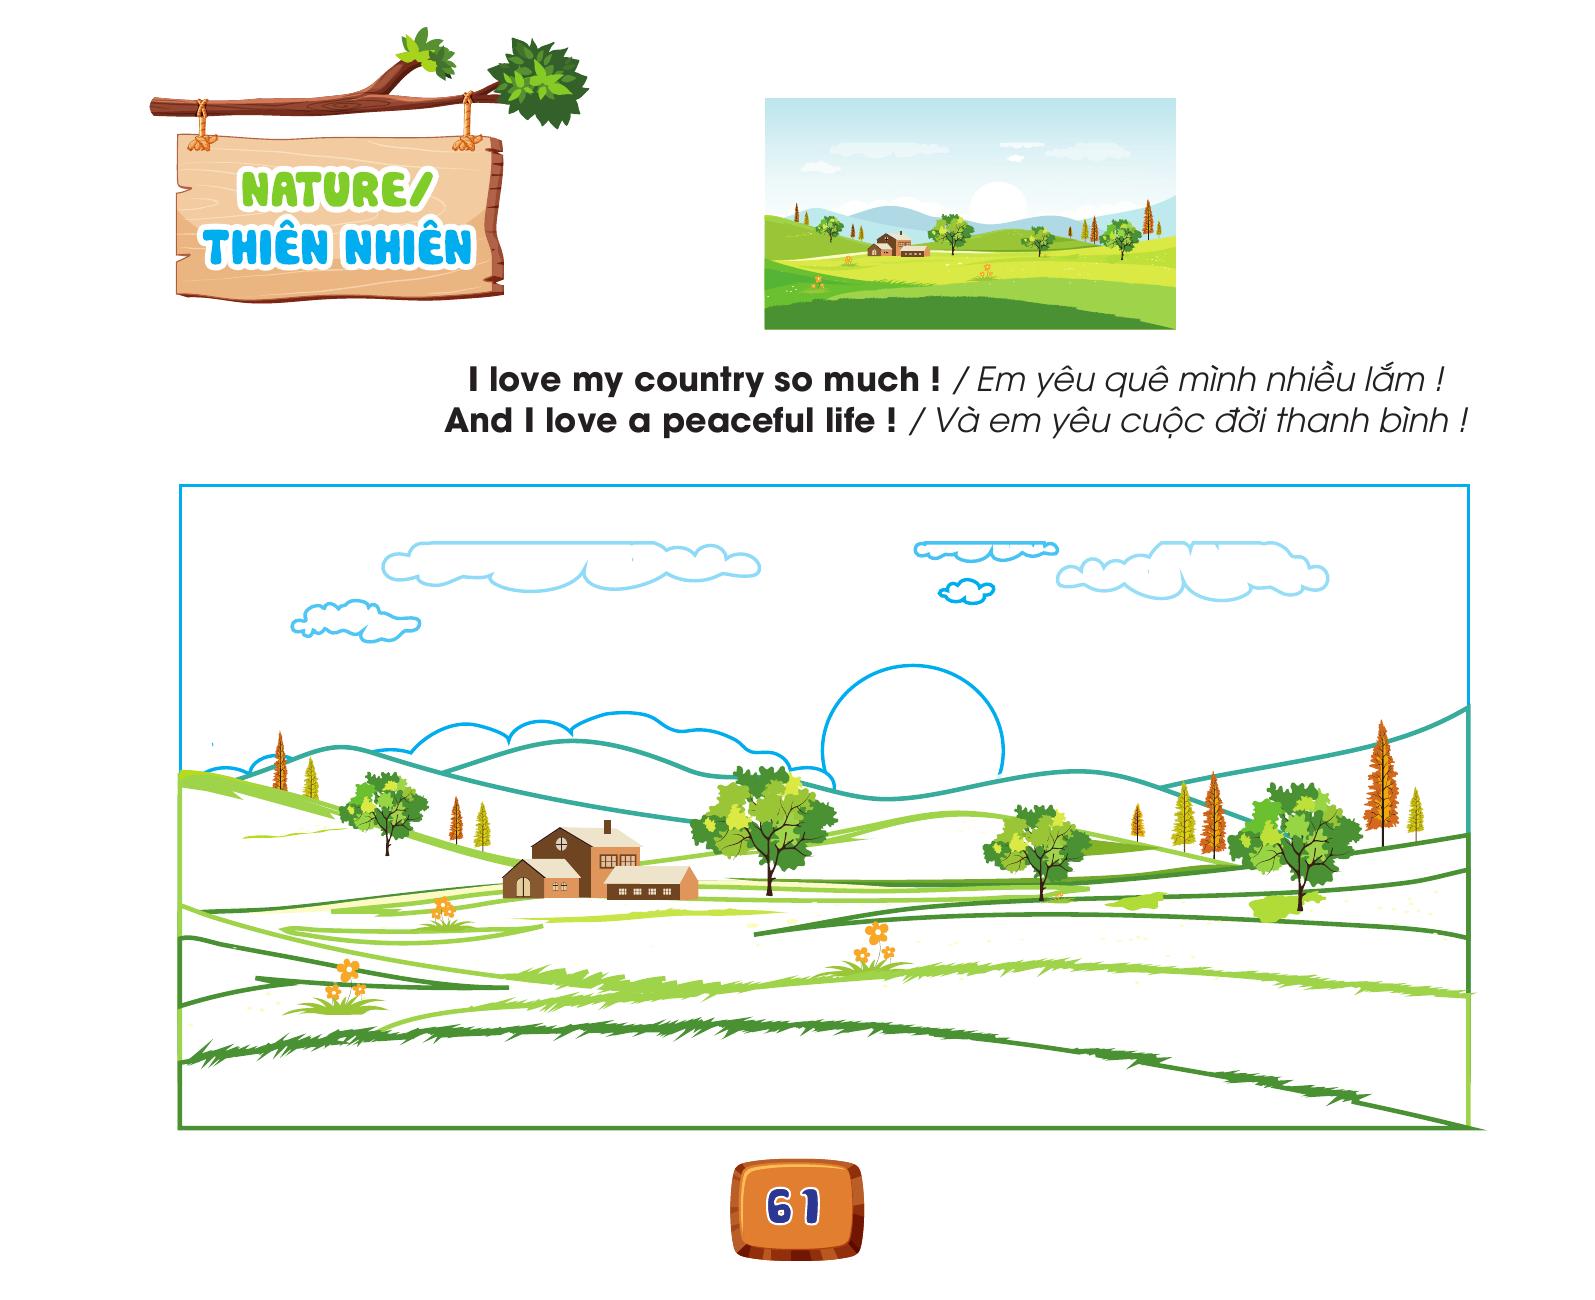 NATURE/
THIÊN NHIÊN
I love my country so much ! / Em yêu quê mình nhiều lắm !
And I love a peaceful life ! / Và em yêu cuộc đời thanh bình !
61